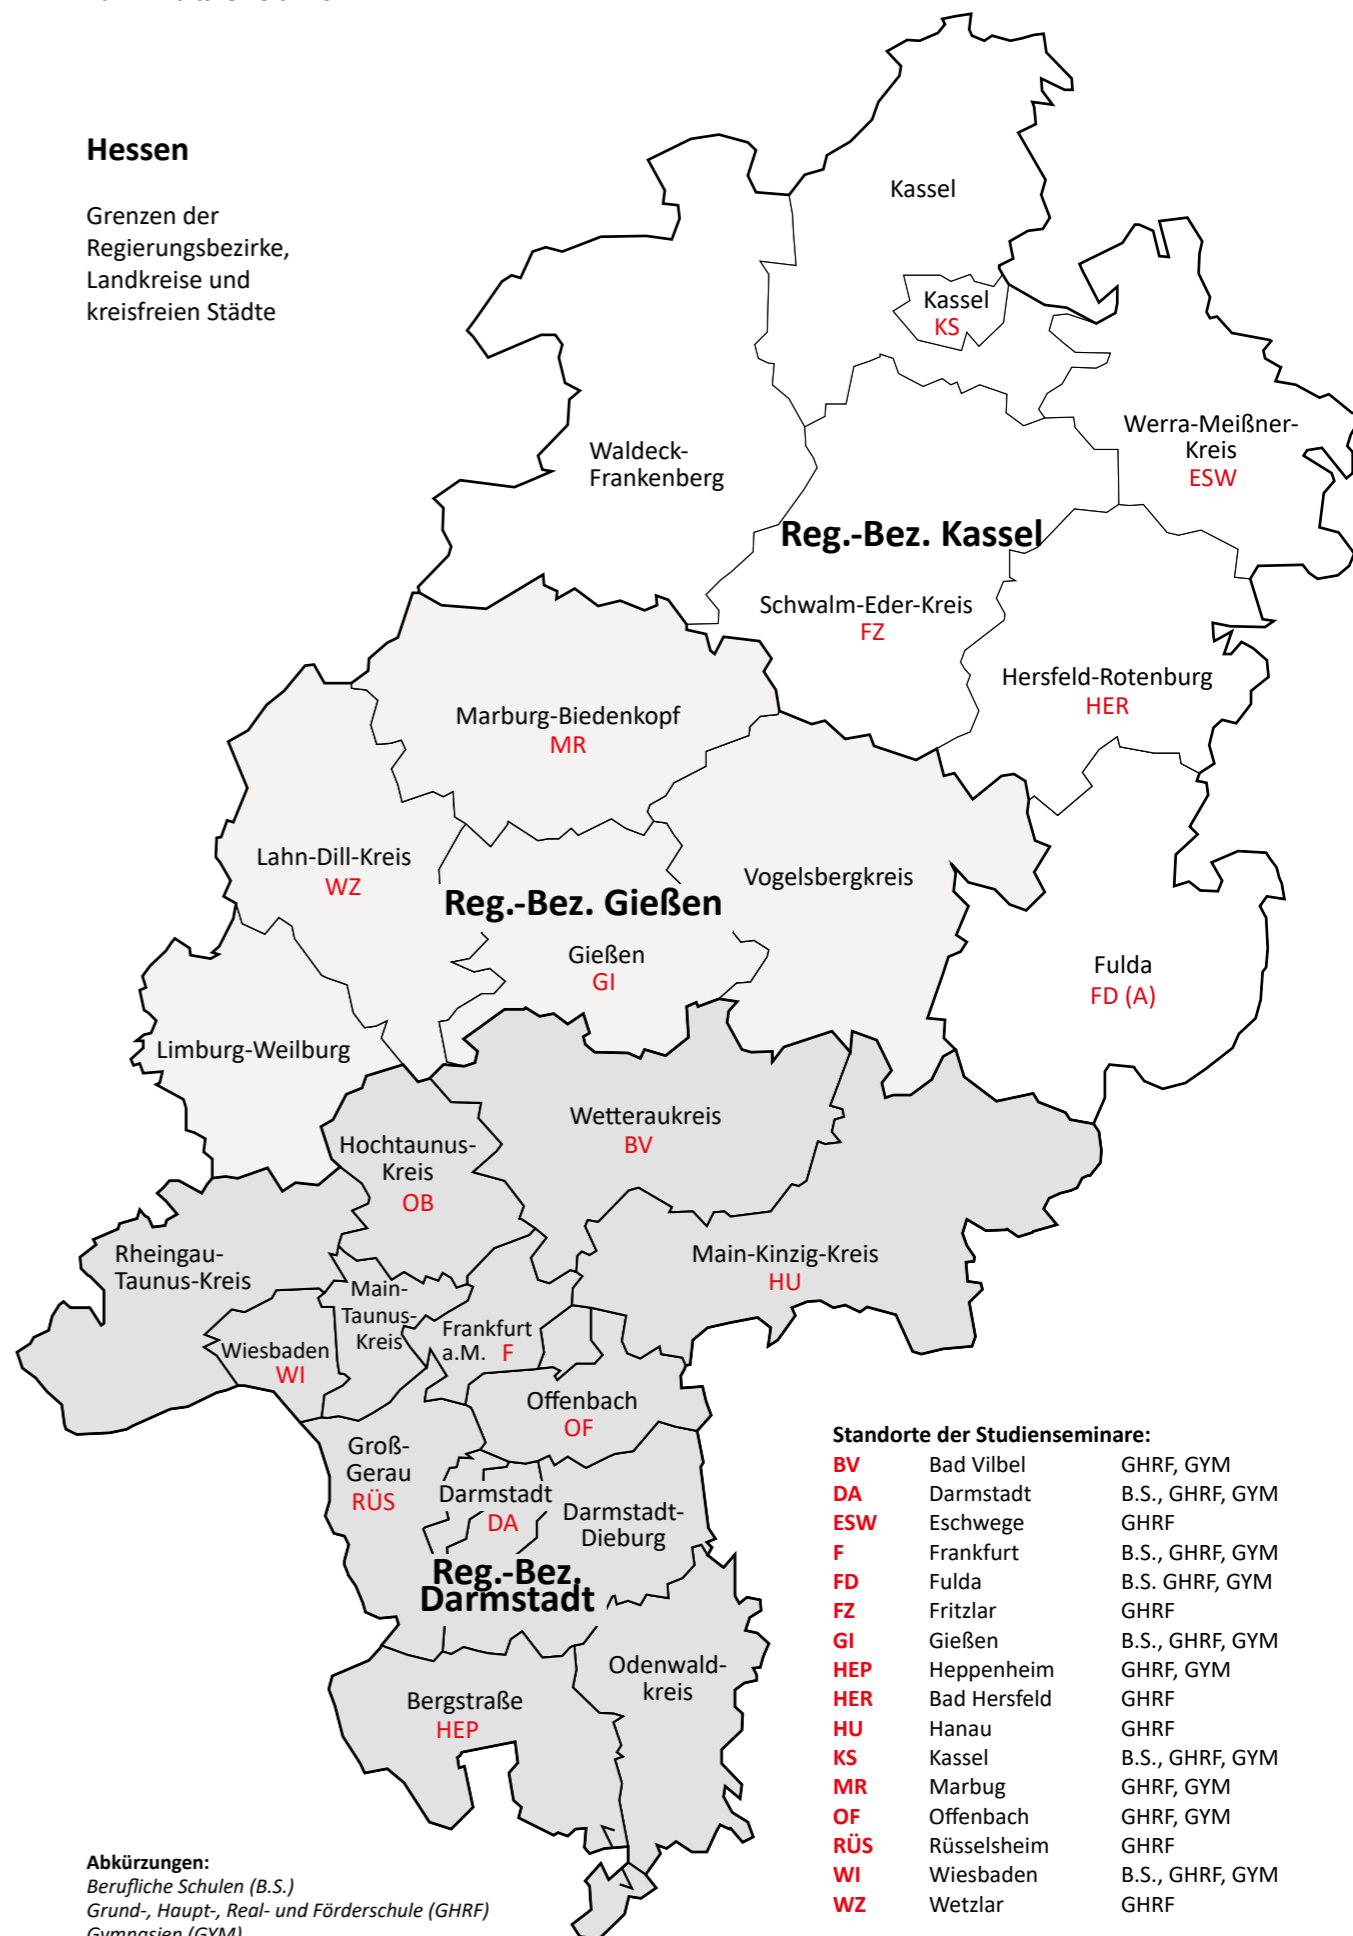 Hessen
Grenzen der
Regierungsbezirke,
Landkreise und
kreisfreien Städte
Kassel
Kassel
KS
Werra-Meißner-
Kreis
ESW
Waldeck-
Frankenberg
Reg.-Bez. Kassel
Schwalm-Eder-Kreis
FZ
Hersfeld-Rotenburg
HER
Marburg-Biedenkopf
MR
Lahn-Dill-Kreis
WZ
Vogelsbergkreis
Reg.-Bez. Gießen
Gießen
GI
Fulda
FD (A)
Limburg-Weilburg
Wetteraukreis
BV
Hochtaunus-
Kreis
OB
Rheingau-
Taunus-Kreis
Main-Kinzig-Kreis
HU
Main-
Taunus-
Kreis
Frankfurt
a.M. F
Wiesbaden
WI
Offenbach
OF
Groß-
Gerau
RÜS
Darmstadt
DA
Darmstadt-
Dieburg
Reg.-Bez.
Darmstadt
Odenwald-
kreis
Bergstraße
HEP
Standorte der Studienseminare:
BV Bad Vilbel GHRF, GYM
DA Darmstadt B.S., GHRF, GYM
ESW Eschwege GHRF
F Frankfurt B.S., GHRF, GYM
FD Fulda B.S. GHRF, GYM
FZ Fritzlar GHRF
GI Gießen B.S., GHRF, GYM
HEP Heppenheim GHRF, GYM
HER Bad Hersfeld GHRF
HU Hanau GHRF
KS Kassel B.S., GHRF, GYM
MR Marbug GHRF, GYM
OF Offenbach GHRF, GYM
RÜS Rüsselsheim GHRF
WI Wiesbaden B.S., GHRF, GYM
WZ Wetzlar GHRF
Abkürzungen:
Berufliche Schulen (B.S.)
Grund-, Haupt-, Real- und Förderschule (GHRF)
Gymnasien (GYM)